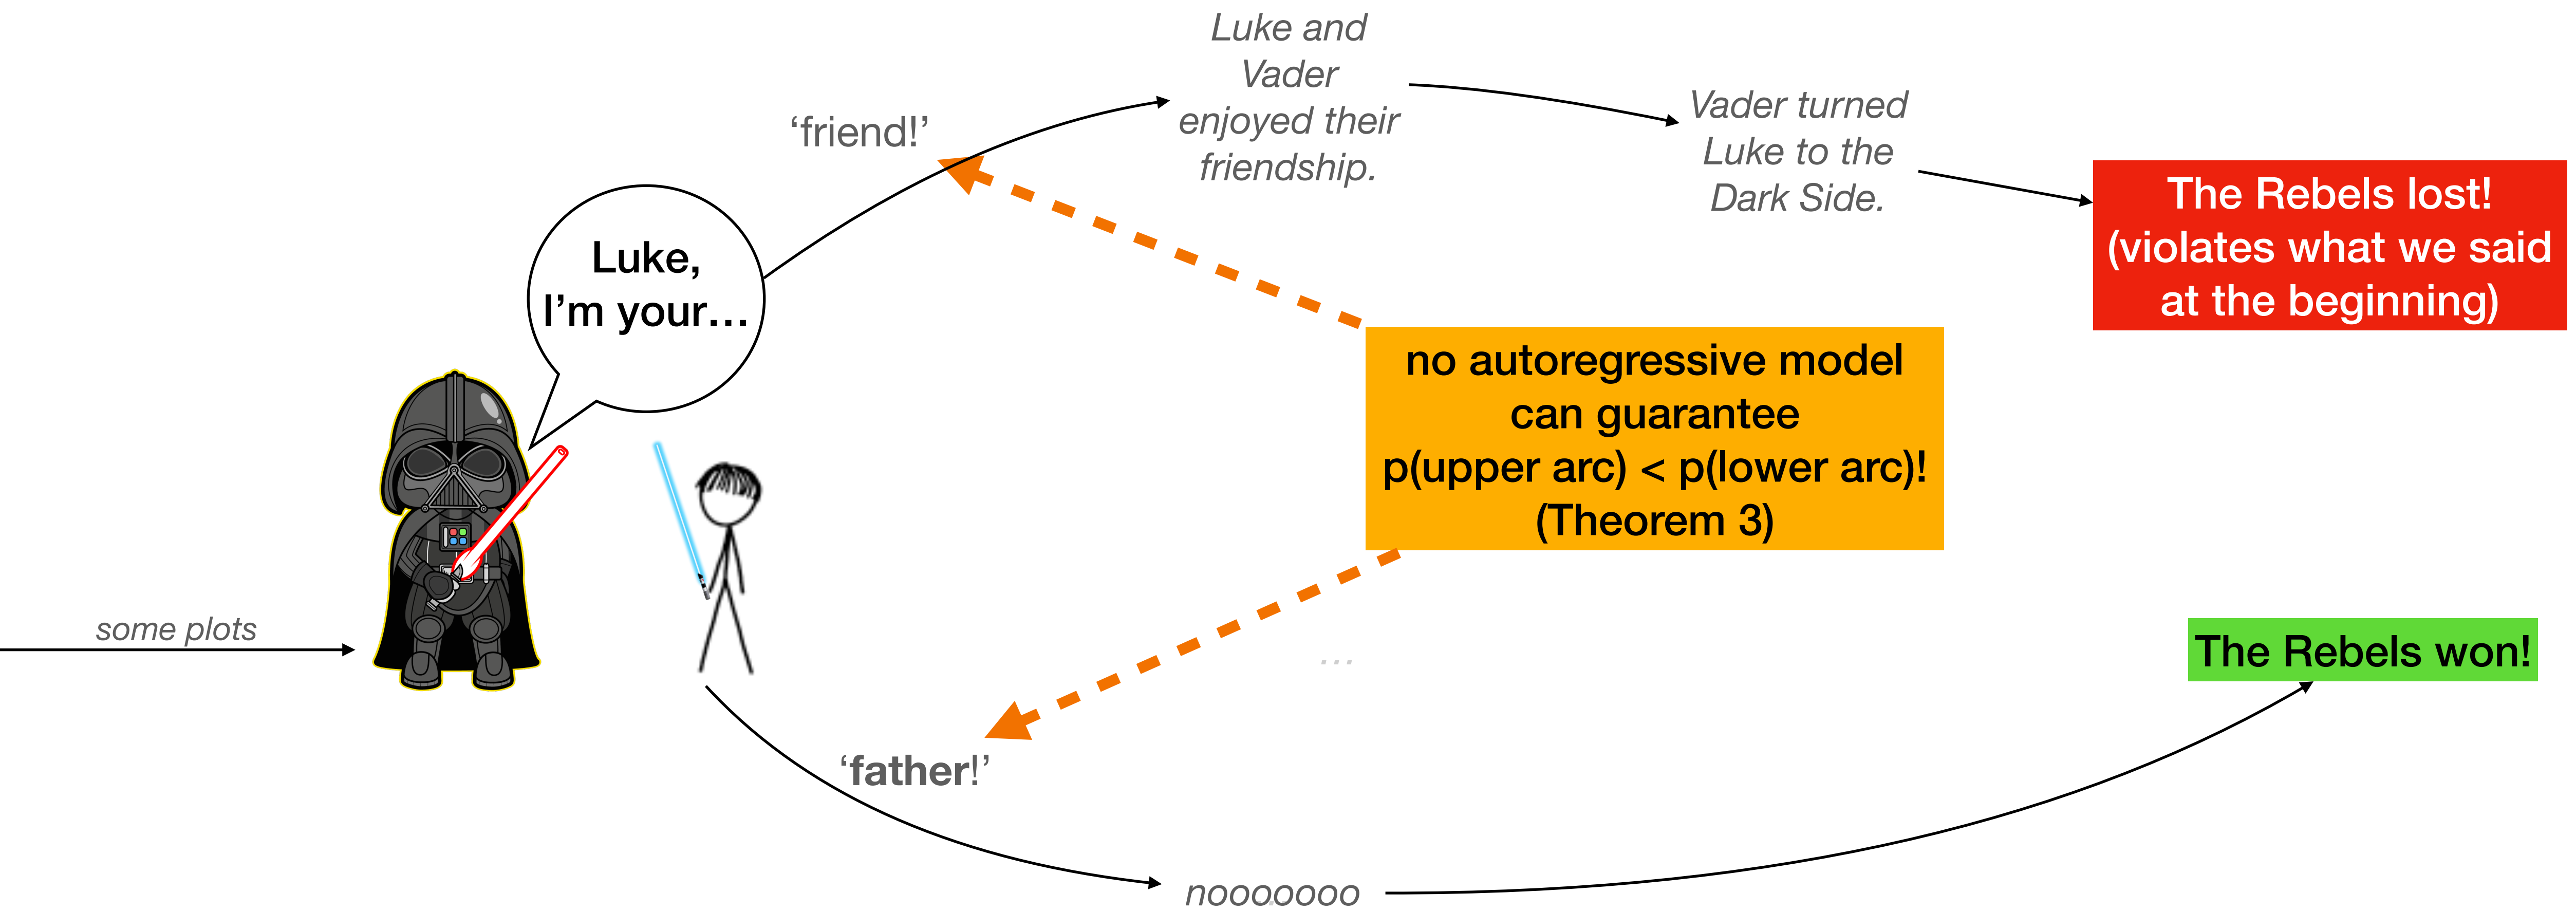 Luke and
Vader
enjoyed their
friendship.
‘friend!’
Vader turned
Luke to the
Dark Side.
The Rebels lost!
(violates what we said
at the beginning)
Luke,
I’m your…
no autoregressive model
can guarantee
p(upper arc) < p(lower arc)!
(Theorem 3)
some plots
…
The Rebels won!
‘father!’
nooooooo